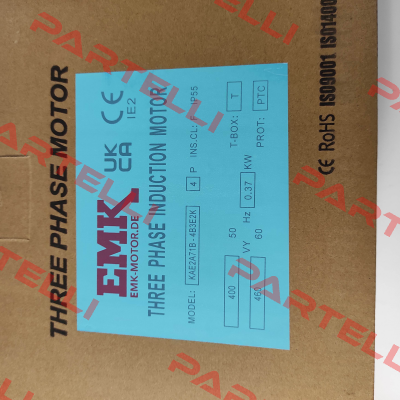 THREE PHASE MOTOR
EMK
EMK-MOTOR.DE
UK
CA
CE
IE2
THREE PHASE INDUCTION MOTOR
MODEL: KAE2A71B-4B3E2K 4 P INS.CL: F IP55
400 VY 50 Hz 0.37 KW T-BOX: T
460 60 PROT: PTC
CE RoHS ISO9001 ISO1400
PARTELLI
PARTELLI
PARTELLI